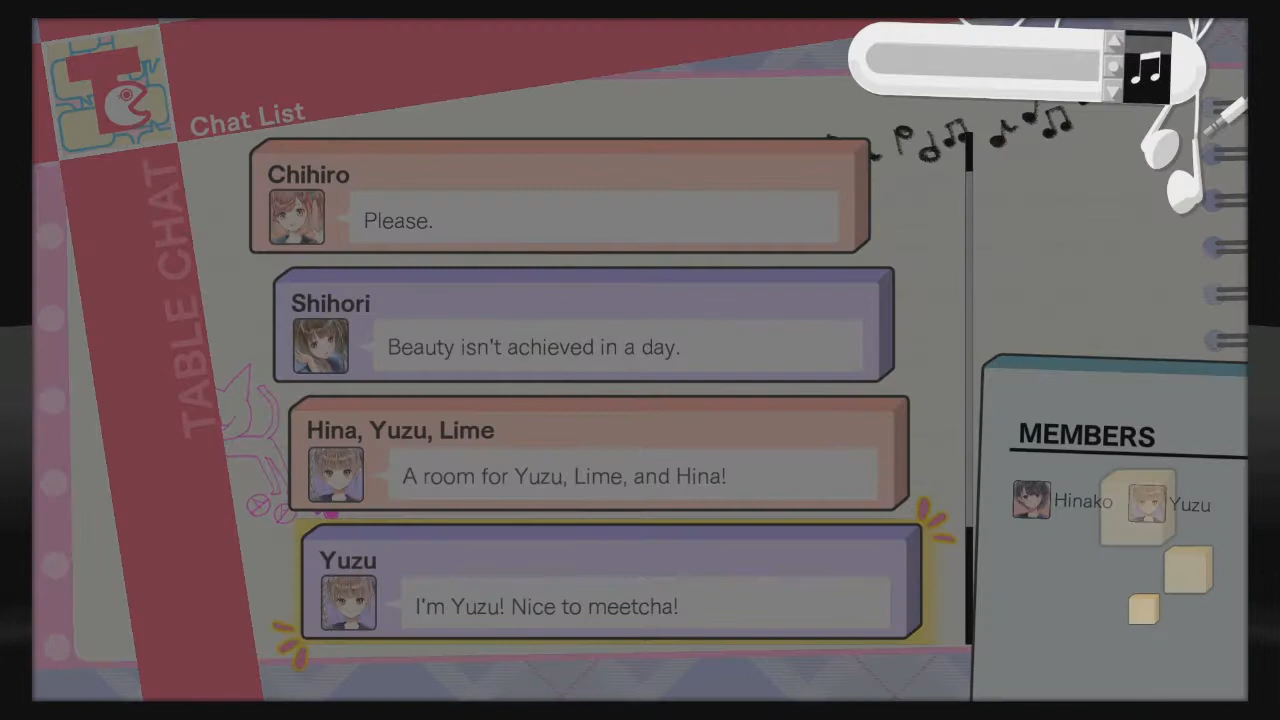 Chat List
TABLE CHAT
Chihiro
Please.
Shihori
Beauty isn't achieved in a day.
Hina, Yuzu, Lime
A room for Yuzu, Lime, and Hina!
Yuzu
I'm Yuzu! Nice to meetcha!
MEMBERS
Hinako Yuzu